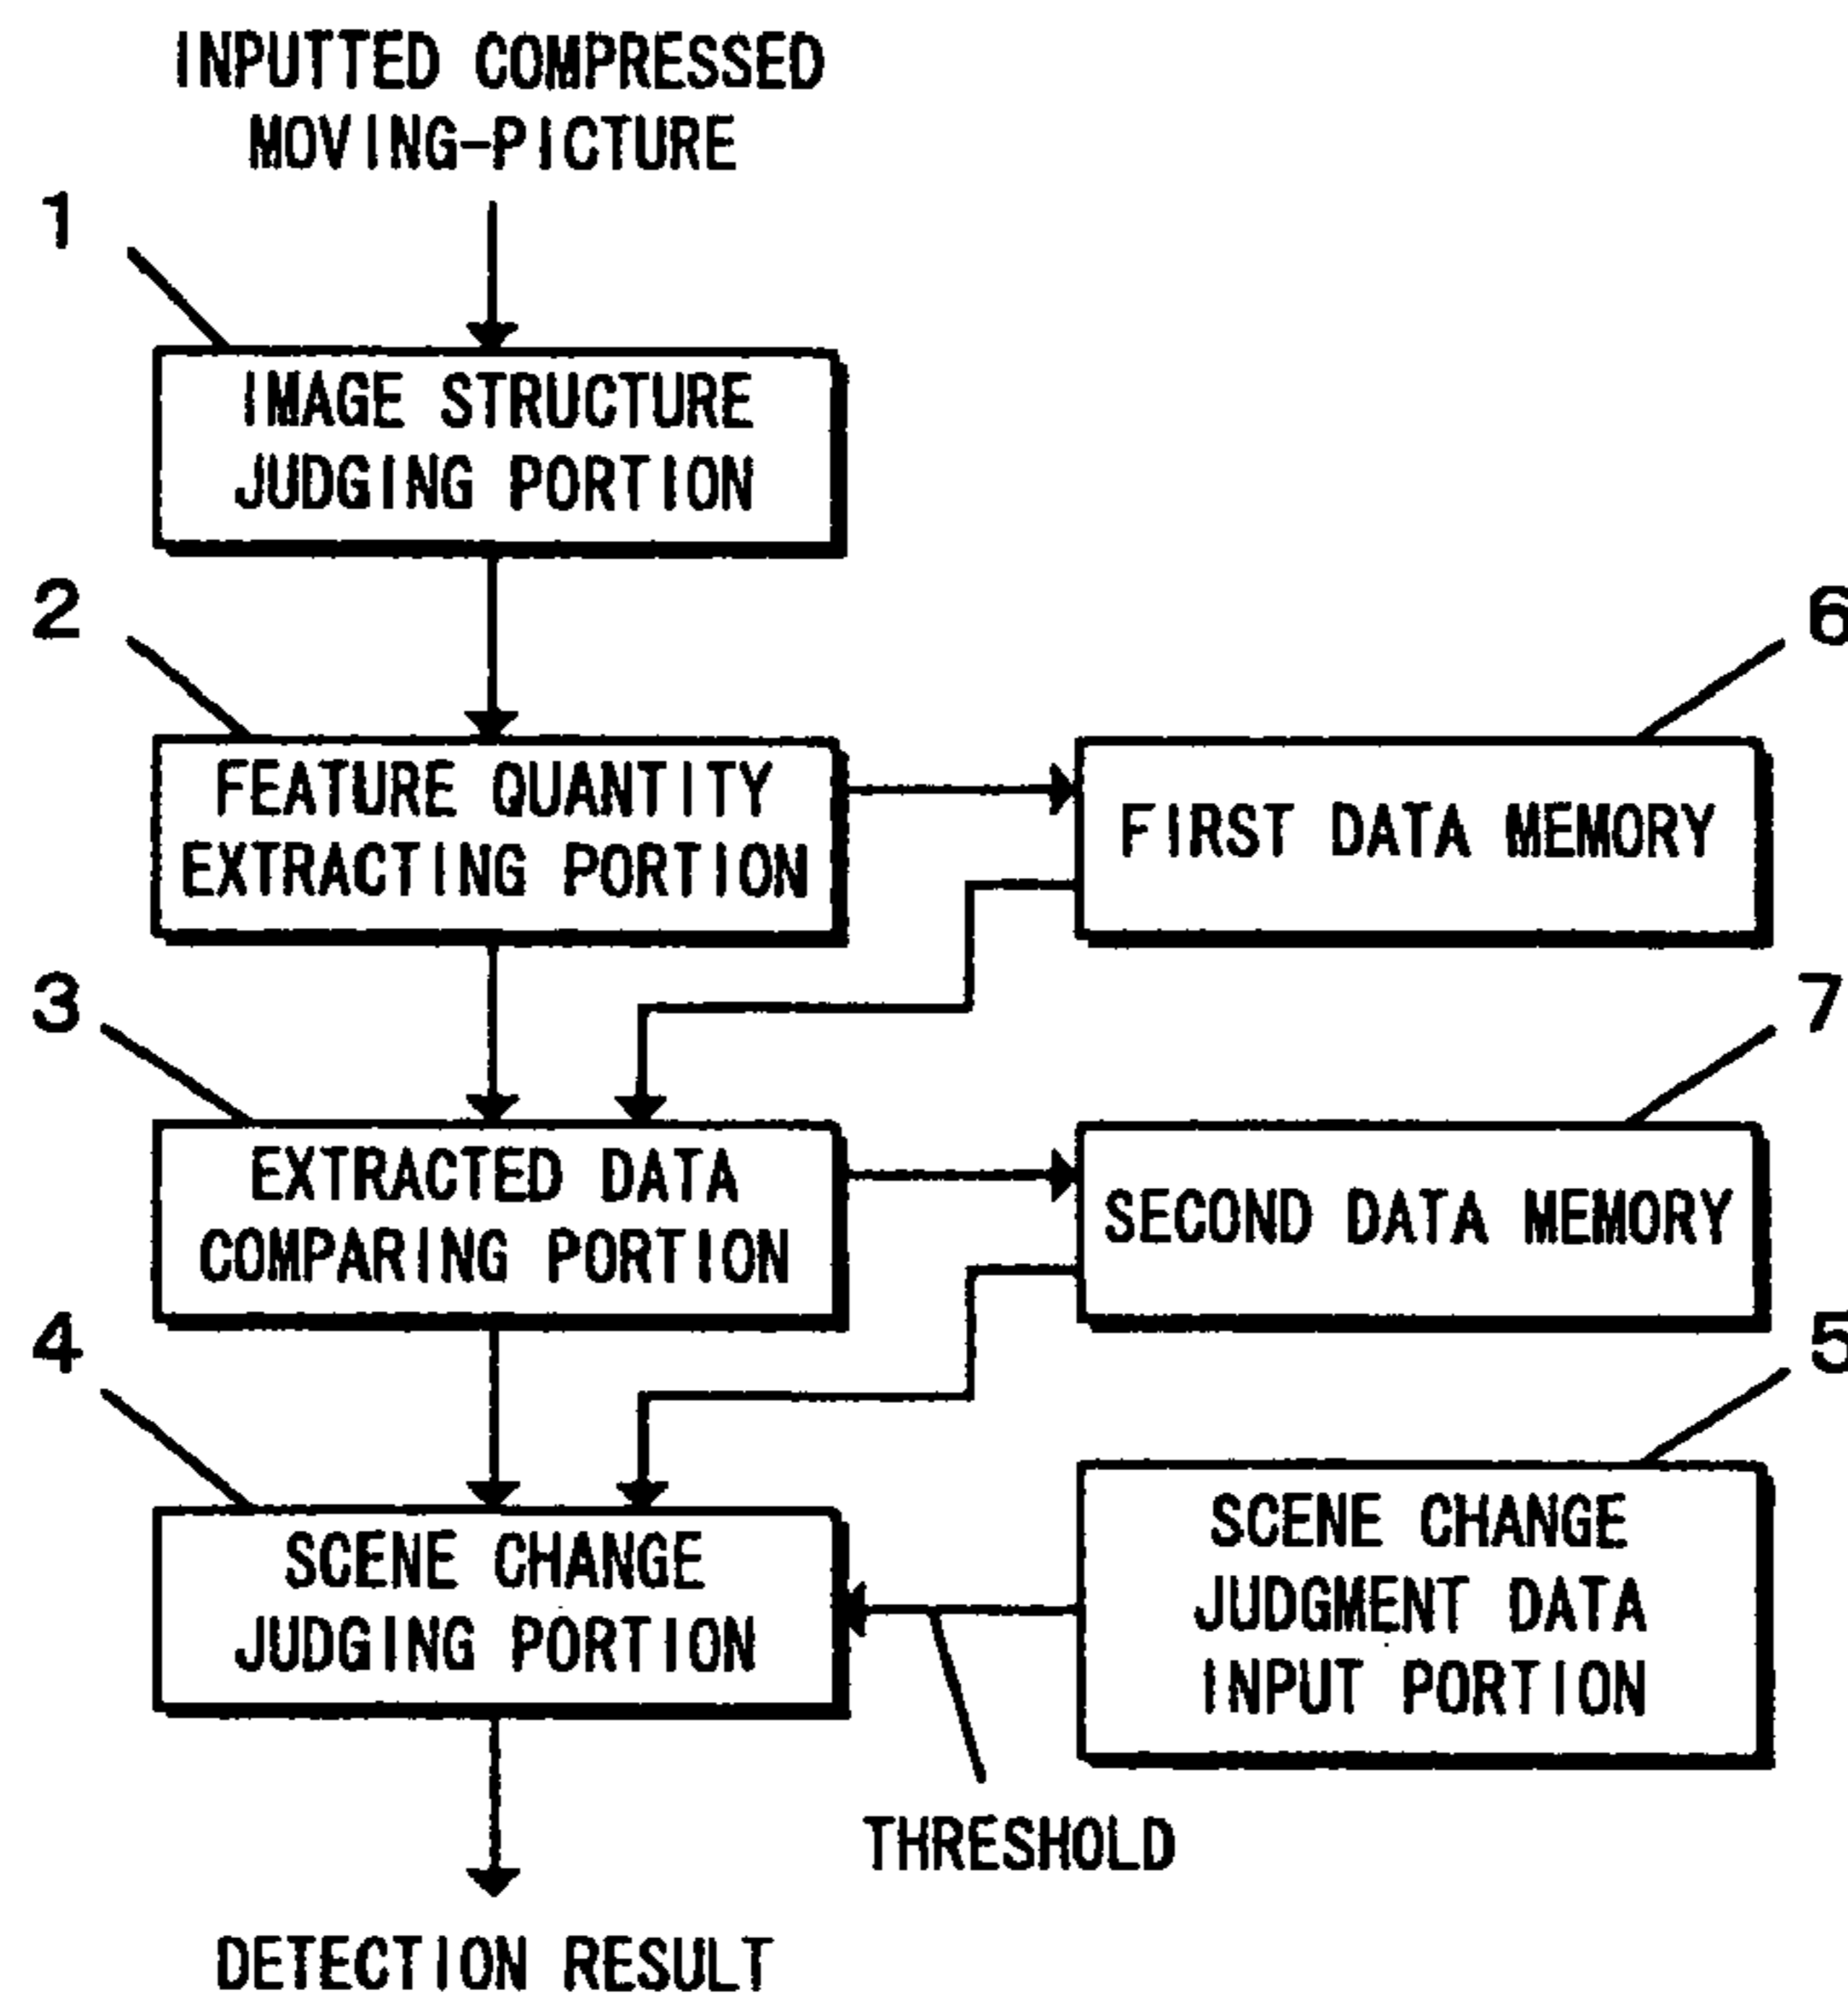 INPUTTED COMPRESSED
MOVING-PICTURE
1
IMAGE STRUCTURE
JUDGING PORTION
2
FEATURE QUANTITY
EXTRACTING PORTION
6
FIRST DATA MEMORY
3
EXTRACTED DATA
COMPARING PORTION
7
SECOND DATA MEMORY
4
SCENE CHANGE
JUDGING PORTION
5
SCENE CHANGE
JUDGMENT DATA
INPUT PORTION
THRESHOLD
DETECTION RESULT